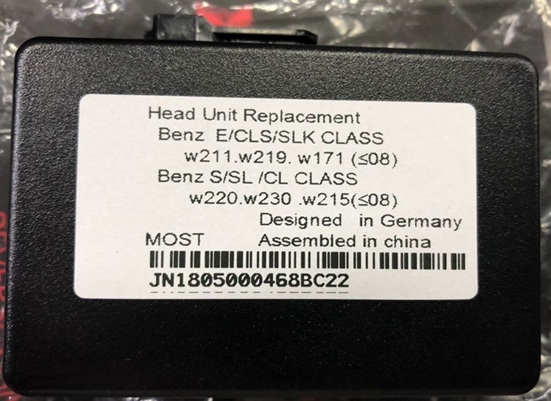 Head Unit Replacement
Benz E/CLS/SLK CLASS
w211.w219. w171 (≤08)
Benz S/SL /CL CLASS
w220.w230 .w215(≤08)
Designed in Germany
MOST Assembled in china
JN1805000468BC22